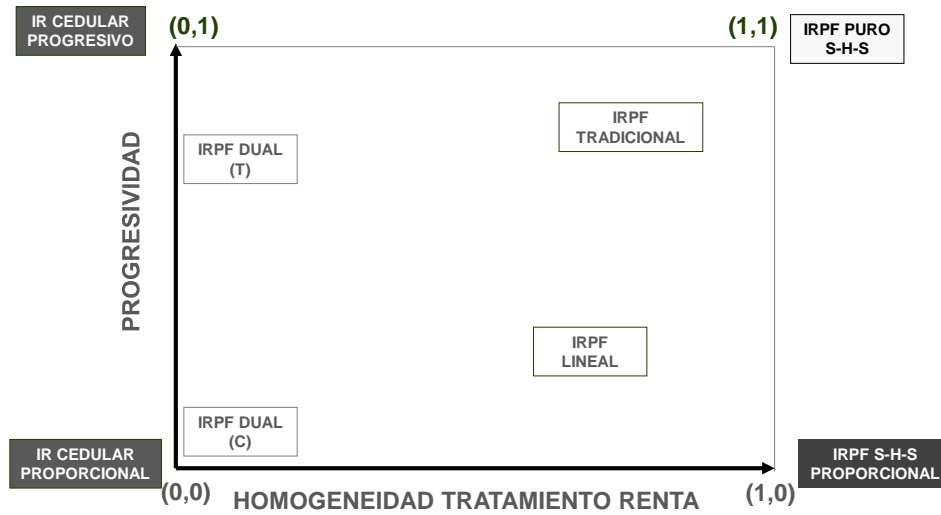 IR CEDULAR
PROGRESIVO
(0,1)
(1,1)
IRPF PURO
S-H-S
PROGRESIVIDAD
IRPF DUAL
(T)
IRPF
TRADICIONAL
IRPF
LINEAL
IRPF DUAL
(C)
IR CEDULAR
PROPORCIONAL
IRPF S-H-S
PROPORCIONAL
(0,0)
HOMOGENEIDAD TRATAMIENTO RENTA
(1,0)